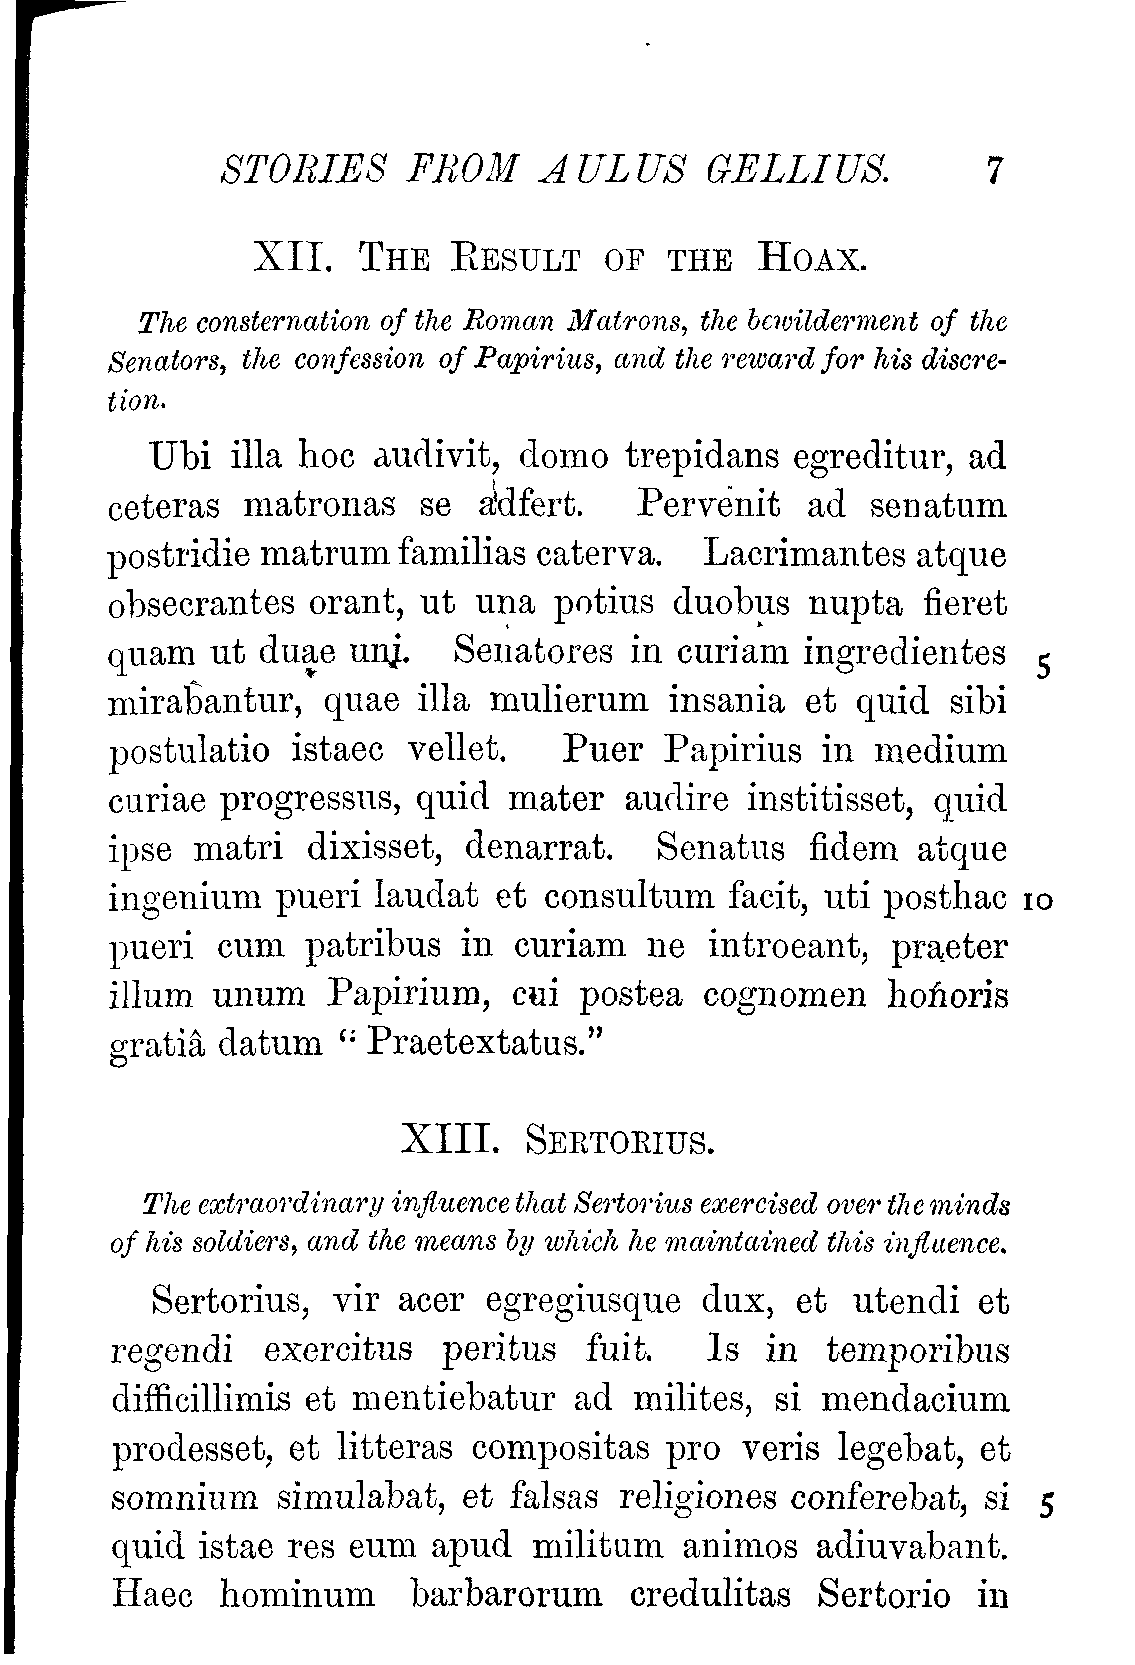 STORIES FROM AULUS GELLIUS. 7
XII. THE RESULT OF THE HOAX.
The consternation of the Roman Matrons, the bewilderment of the
Senators, the confession of Papirius, and the reward for his discre-
tion.
Ubi illa hoc audivit, domo trepidans egreditur, ad
ceteras matronas se adfert. Pervenit ad senatum
postridie matrum familias caterva. Lacrimantes atque
obsecrantes orant, ut una potius duobus nupta fieret
quam ut duae uni. Senatores in curiam ingredientes 5
mirabantur, quae illa mulierum insania et quid sibi
postulatio istaec vellet. Puer Papirius in medium
curiae progressus, quid mater audire institisset, quid
ipse matri dixisset, denarrat. Senatus fidem atque
ingenium pueri laudat et consultum facit, uti posthac 10
pueri cum patribus in curiam ne introeant, praeter
illum unum Papirium, cui postea cognomen honoris
gratiâ datum “ Praetextatus.”
XIII. SERTORIUS.
The extraordinary influence that Sertorius exercised over the minds
of his soldiers, and the means by which he maintained this influence.
Sertorius, vir acer egregiusque dux, et utendi et
regendi exercitus peritus fuit. Is in temporibus
difficillimis et mentiebatur ad milites, si mendacium
prodesset, et litteras compositas pro veris legebat, et
somnium simulabat, et falsas religiones conferebat, si 5
quid istae res eum apud militum animos adiuvabant.
Haec hominum barbarorum credulitas Sertorio in